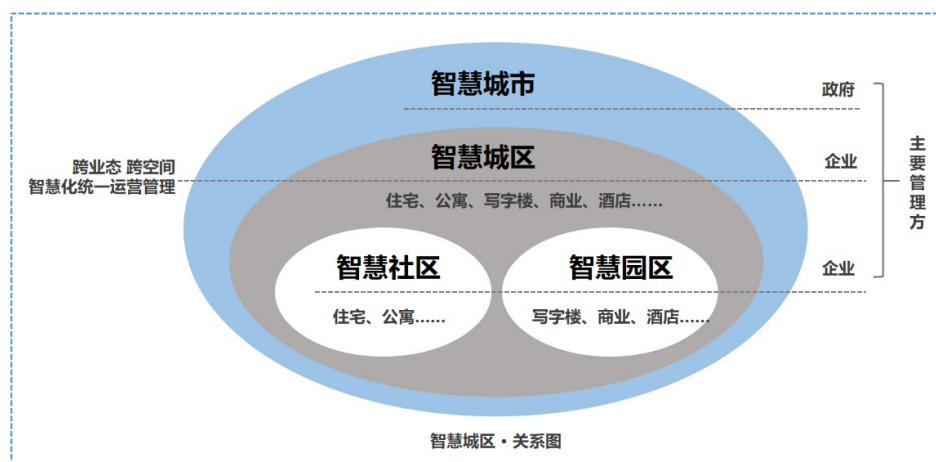 智慧城市
政府
智慧城区
企业
跨业态 跨空间
智慧化统一运营管理
住宅、公寓、写字楼、商业、酒店......
主要管理方
智慧社区
智慧园区
企业
住宅、公寓......
写字楼、商业、酒店......
智慧城区·关系图